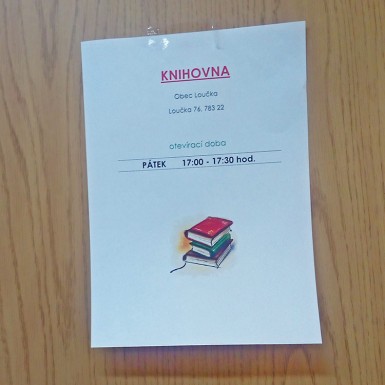 KNIHOVNA
Obec Loučka
Loučka 76, 783 22
otevírací doba
PÁTEK 17:00 - 17:30 hod.